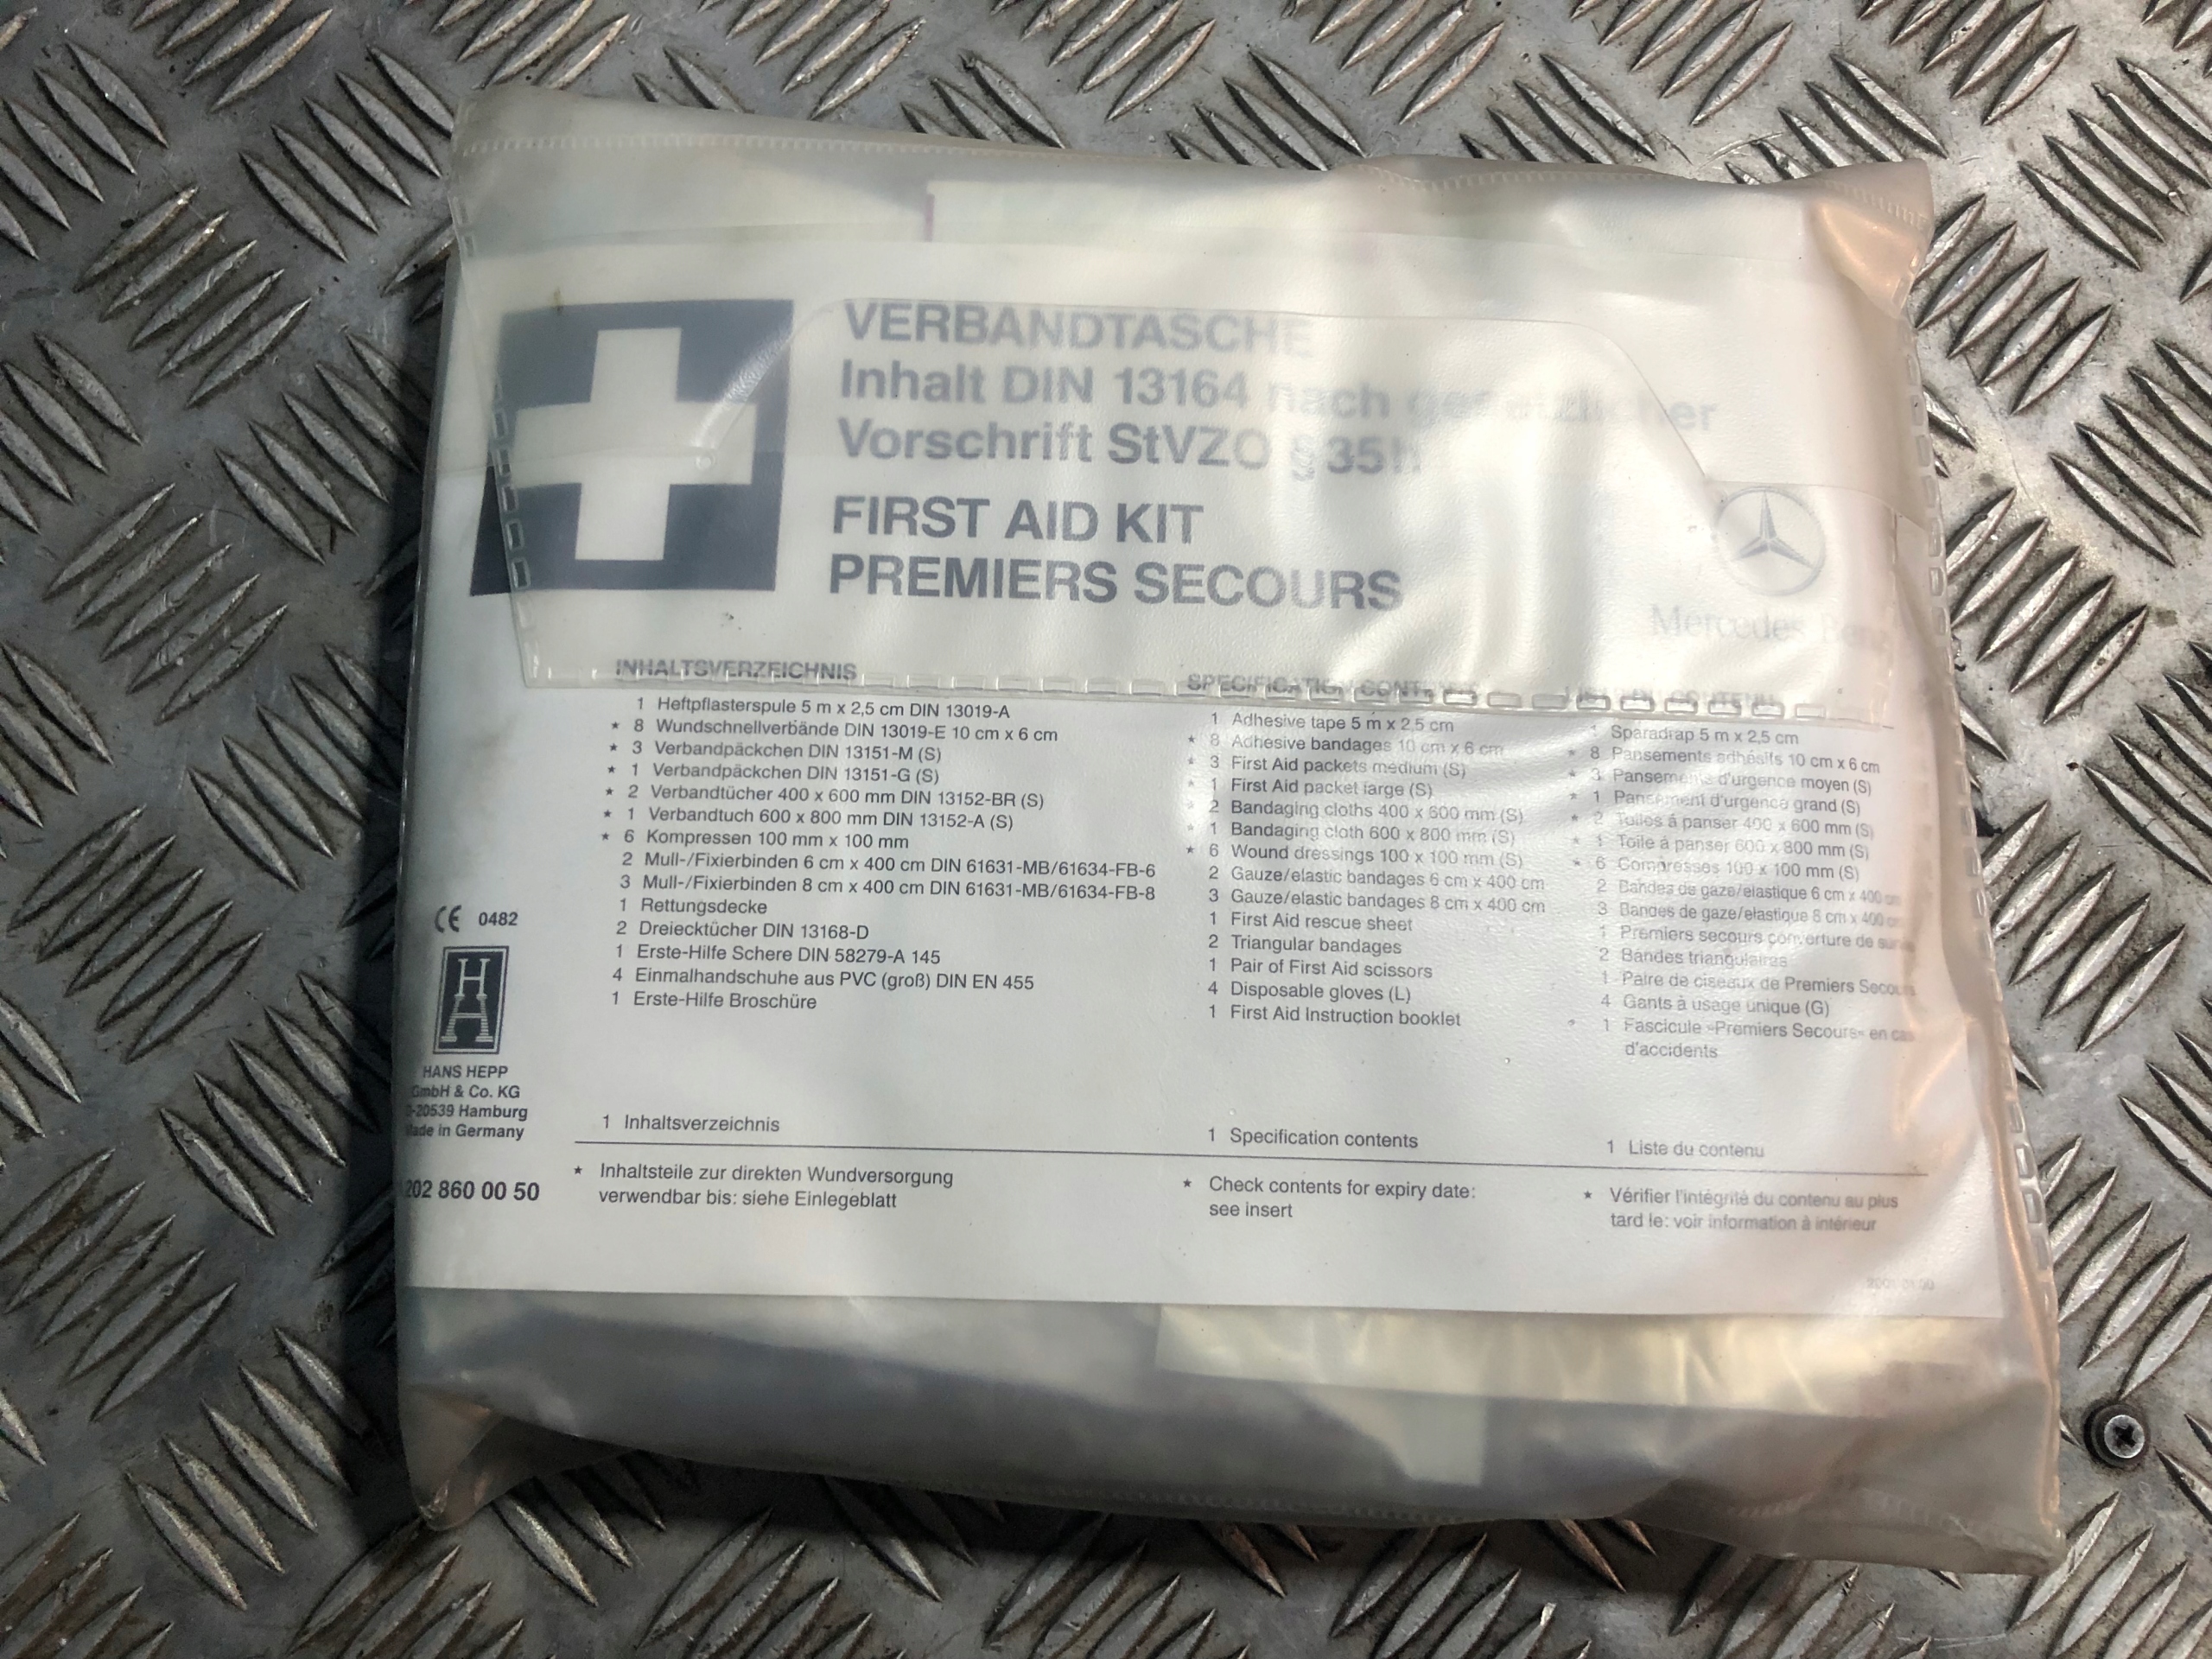 VERBANDTASCHE
Inhalt DIN 13164 nach gesetzlicher
Vorschrift StVZO § 35h
FIRST AID KIT
PREMIERS SECOURS
Mercedes-Benz
INHALTSVERZEICHNIS
1 Heftpflasterspule 5 m x 2,5 cm DIN 13019-A
* 8 Wundschnellverbände DIN 13019-E 10 cm x 6 cm
* 3 Verbandpäckchen DIN 13151-M (S)
* 1 Verbandpäckchen DIN 13151-G (S)
* 2 Verbandtücher 400 x 600 mm DIN 13152-BR (S)
* 1 Verbandtuch 600 x 800 mm DIN 13152-A (S)
* 6 Kompressen 100 mm x 100 mm
2 Mull-/Fixierbinden 6 cm x 400 cm DIN 61631-MB/61634-FB-6
3 Mull-/Fixierbinden 8 cm x 400 cm DIN 61631-MB/61634-FB-8
1 Rettungsdecke
2 Dreiecktücher DIN 13168-D
1 Erste-Hilfe Schere DIN 58279-A 145
4 Einmalhandschuhe aus PVC (groß) DIN EN 455
1 Erste-Hilfe Broschüre
1 Inhaltsverzeichnis
* Inhaltsteile zur direkten Wundversorgung
verwendbar bis: siehe Einlegeblatt
SPECIFICATION CONTENTS
1 Adhesive tape 5 m x 2,5 cm
* 8 Adhesive bandages 10 cm x 6 cm
* 3 First Aid packets medium (S)
* 1 First Aid packet large (S)
* 2 Bandaging cloths 400 x 600 mm (S)
* 1 Bandaging cloth 600 x 800 mm (S)
* 6 Wound dressings 100 x 100 mm (S)
2 Gauze/elastic bandages 6 cm x 400 cm
3 Gauze/elastic bandages 8 cm x 400 cm
1 First Aid rescue sheet
2 Triangular bandages
1 Pair of First Aid scissors
4 Disposable gloves (L)
1 First Aid Instruction booklet
1 Specification contents
* Check contents for expiry date:
see insert
CONTENU
1 Sparadrap 5 m x 2,5 cm
* 8 Pansements adhésifs 10 cm x 6 cm
* 3 Pansements d'urgence moyen (S)
* 1 Pansement d'urgence grand (S)
* 2 Toiles á panser 400 x 600 mm (S)
* 1 Toile á panser 600 x 800 mm (S)
* 6 Compresses 100 x 100 mm (S)
2 Bandes de gaze/elastique 6 cm x 400 cm
3 Bandes de gaze/elastique 8 cm x 400 cm
1 Premiers secours converture de
2 Bandes triangulaires
1 Paire de ciseaux de Premiers Secours
4 Gants à usage unique (G)
1 Fascicule «Premiers Secours» en cas
d'accidents
1 Liste du contenu
* Vérifier l'intégrité du contenu au plus
tard le: voir information à intérieur
CE 0482
HA
HANS HEPP
GmbH & Co. KG
D-20539 Hamburg
Made in Germany
202 860 00 50